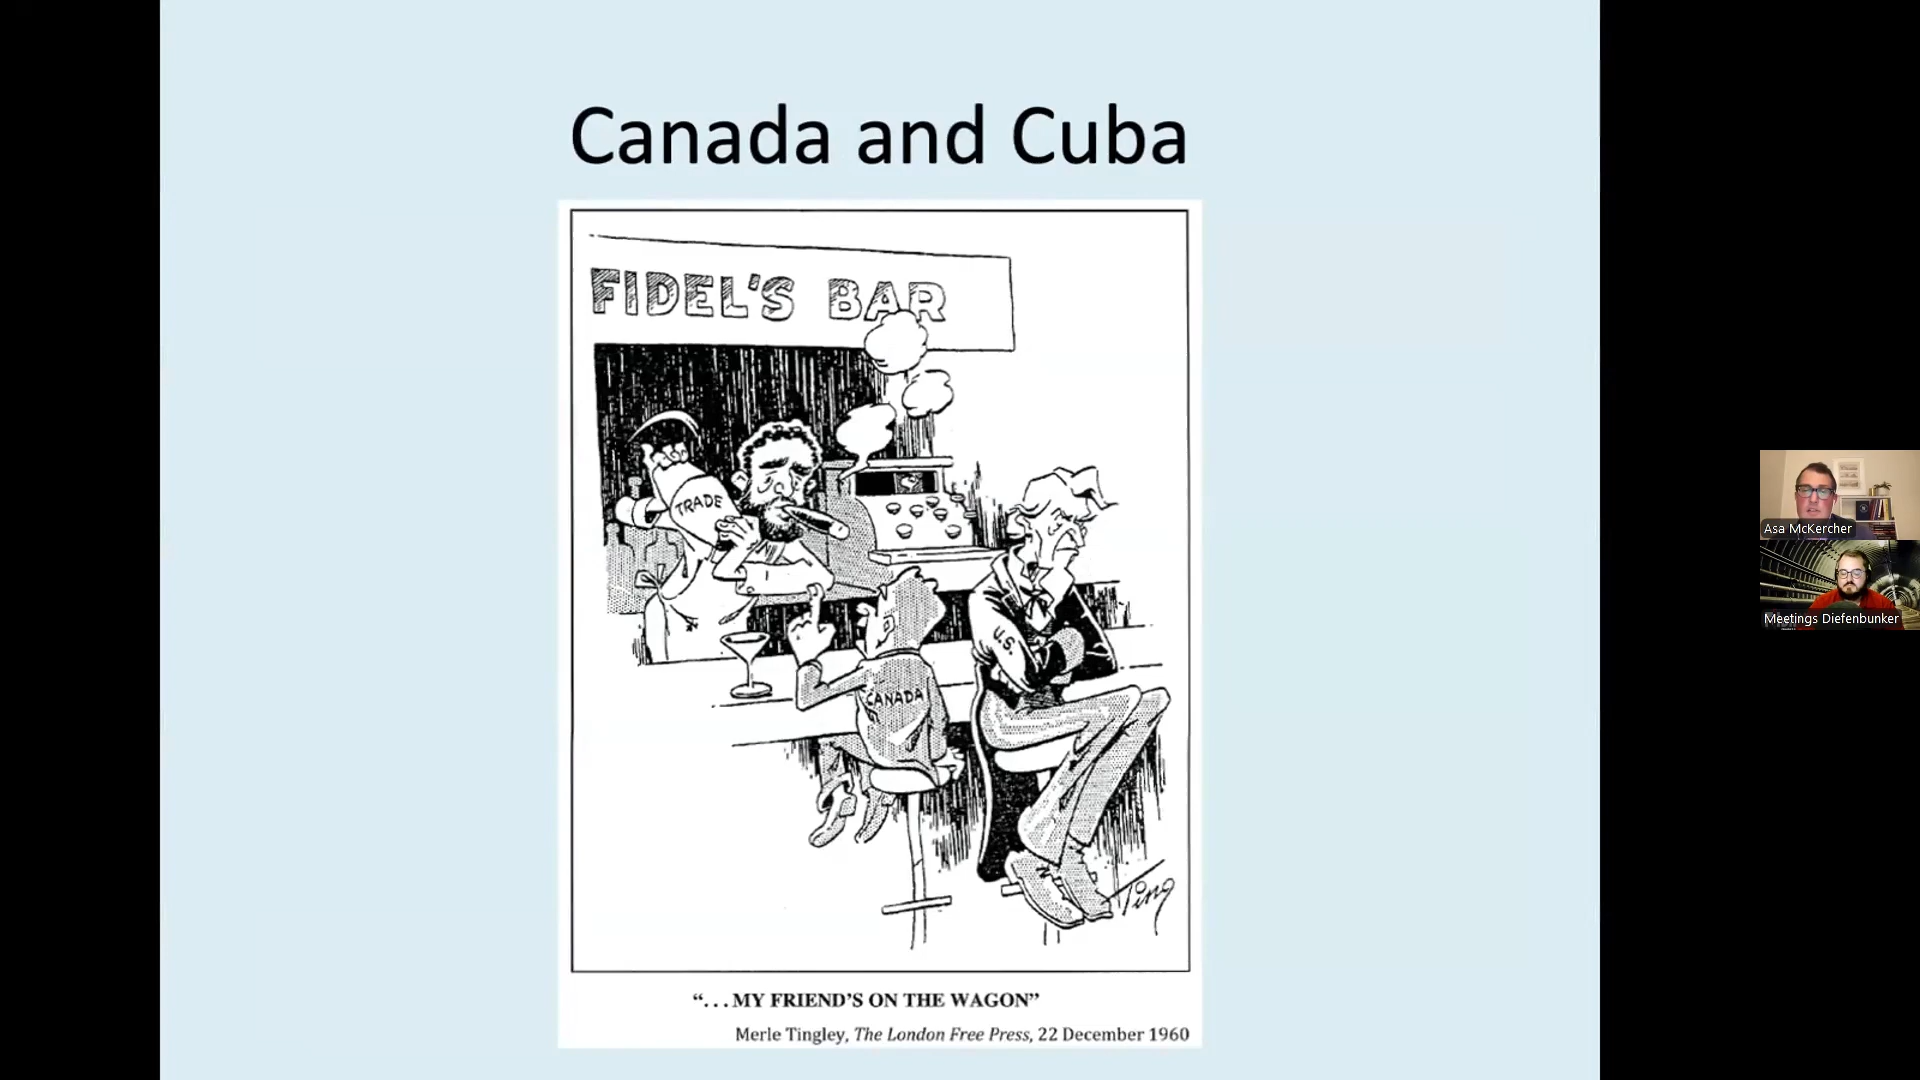 Canada and Cuba
FIDEL'S BAR
TRADE
CANADA
U.S.
Ting
“...MY FRIEND'S ON THE WAGON”
Merle Tingley, The London Free Press, 22 December 1960
Asa McKercher
Meetings Diefenbunker